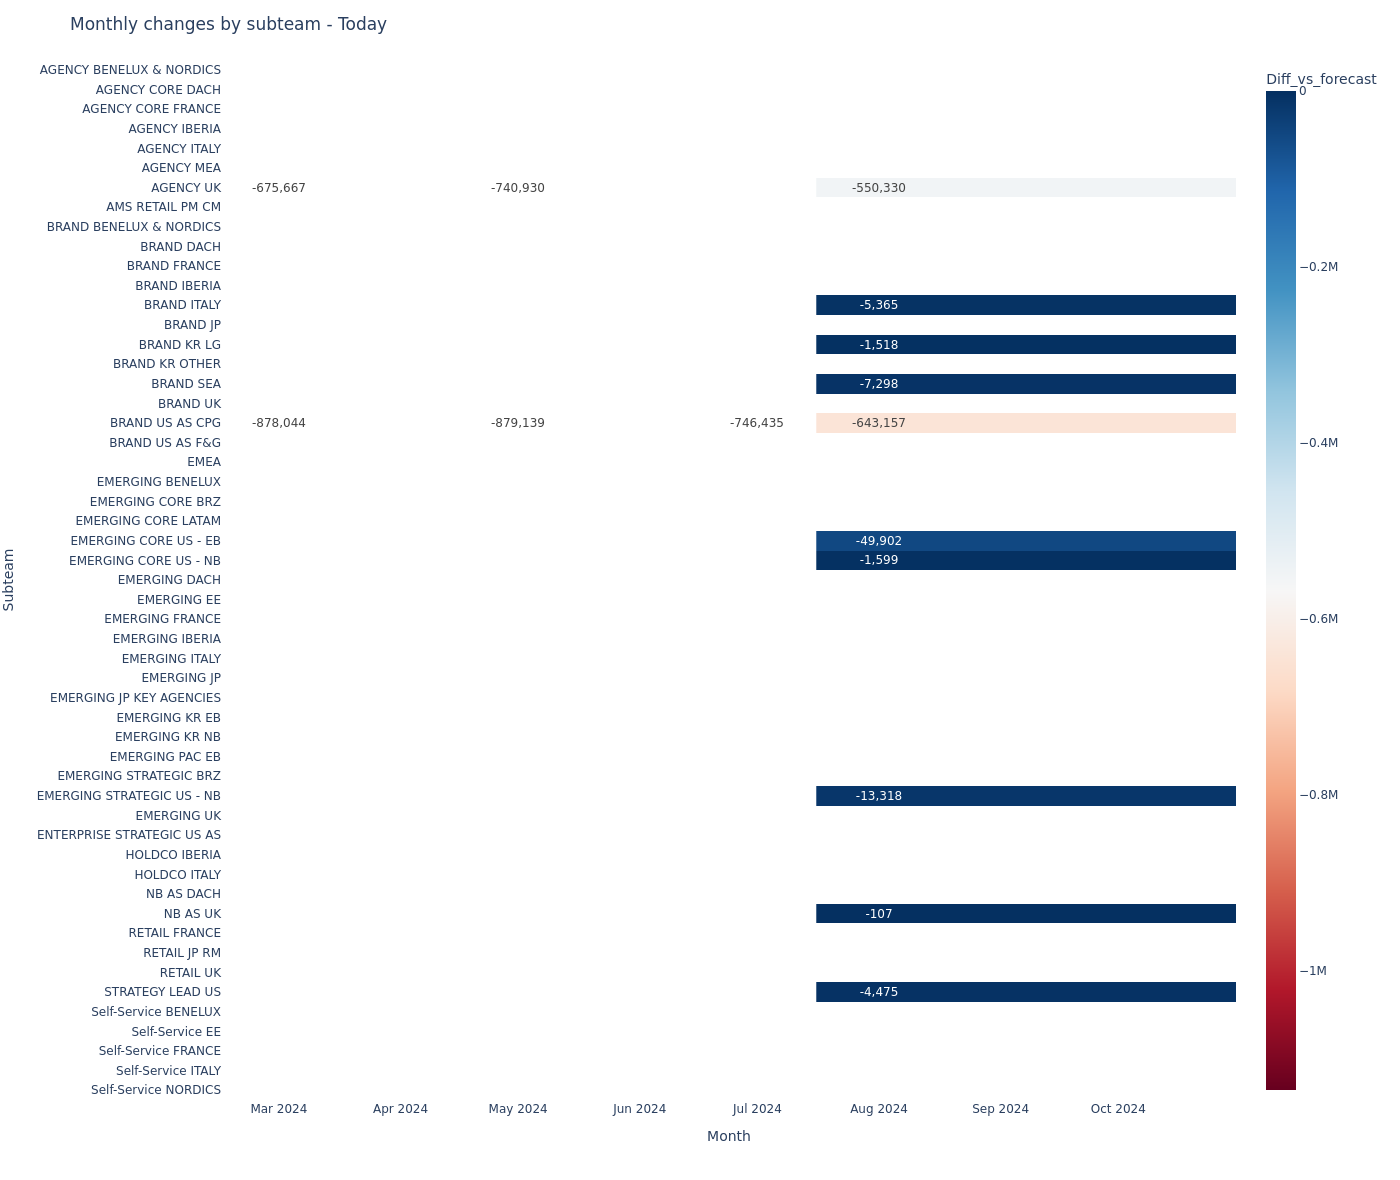 Monthly changes by subteam - Today
Diff_vs_forecast
0
−0.2M
−0.4M
−0.6M
−0.8M
−1M
Subteam
AGENCY BENELUX & NORDICS
AGENCY CORE DACH
AGENCY CORE FRANCE
AGENCY IBERIA
AGENCY ITALY
AGENCY MEA
AGENCY UK -675,667 -740,930 -550,330
AMS RETAIL PM CM
BRAND BENELUX & NORDICS
BRAND DACH
BRAND FRANCE
BRAND IBERIA
BRAND ITALY -5,365
BRAND JP
BRAND KR LG -1,518
BRAND KR OTHER
BRAND SEA -7,298
BRAND UK
BRAND US AS CPG -878,044 -879,139 -746,435 -643,157
BRAND US AS F&G
EMEA
EMERGING BENELUX
EMERGING CORE BRZ
EMERGING CORE LATAM
EMERGING CORE US - EB -49,902
EMERGING CORE US - NB -1,599
EMERGING DACH
EMERGING EE
EMERGING FRANCE
EMERGING IBERIA
EMERGING ITALY
EMERGING JP
EMERGING JP KEY AGENCIES
EMERGING KR EB
EMERGING KR NB
EMERGING PAC EB
EMERGING STRATEGIC BRZ
EMERGING STRATEGIC US - NB -13,318
EMERGING UK
ENTERPRISE STRATEGIC US AS
HOLDCO IBERIA
HOLDCO ITALY
NB AS DACH
NB AS UK -107
RETAIL FRANCE
RETAIL JP RM
RETAIL UK
STRATEGY LEAD US -4,475
Self-Service BENELUX
Self-Service EE
Self-Service FRANCE
Self-Service ITALY
Self-Service NORDICS
Mar 2024 Apr 2024 May 2024 Jun 2024 Jul 2024 Aug 2024 Sep 2024 Oct 2024
Month